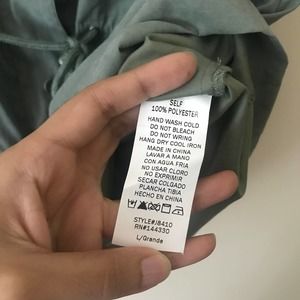 SELF
100% POLYESTER
HAND WASH COLD
DO NOT BLEACH
DO NOT WRING
HANG DRY COOL IRON
MADE IN CHINA
LAVAR A MANO
CON AGUA FRIA
NO USAR CLORO
NO EXPRIMIR
SECAR COLGADO
PLANCHA TIBIA
HECHO EN CHINA
STYLE#J8410
RN#144330
L/Grande